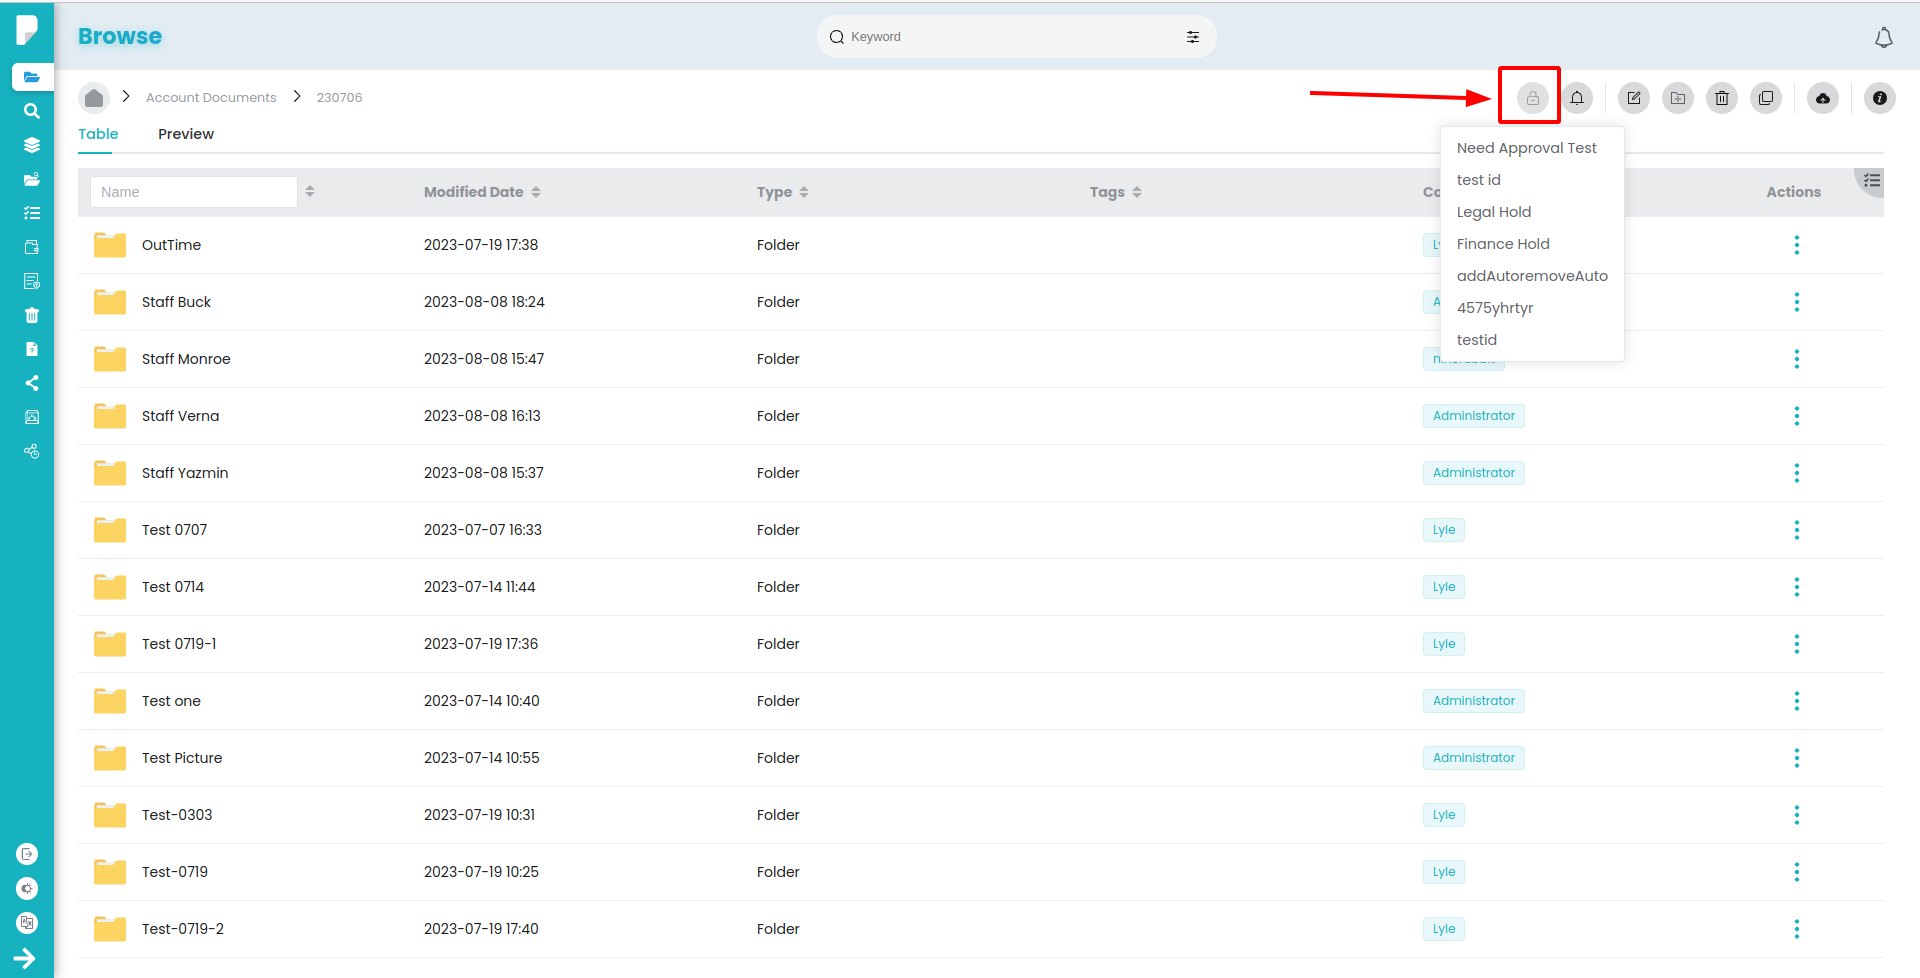 Browse
Keyword
Account Documents 230706
Table Preview
Need Approval Test
test id
Legal Hold
Finance Hold
addAutoremoveAuto
4575yhrtyr
testid
Name Modified Date Type Tags Actions
OutTime 2023-07-19 17:38 Folder
Staff Buck 2023-08-08 18:24 Folder
Staff Monroe 2023-08-08 15:47 Folder
Staff Verna 2023-08-08 16:13 Folder Administrator
Staff Yazmin 2023-08-08 15:37 Folder Administrator
Test 0707 2023-07-07 16:33 Folder Lyle
Test 0714 2023-07-14 11:44 Folder Lyle
Test 0719-1 2023-07-19 17:36 Folder Lyle
Test one 2023-07-14 10:40 Folder Administrator
Test Picture 2023-07-14 10:55 Folder Administrator
Test-0303 2023-07-19 10:31 Folder Lyle
Test-0719 2023-07-19 10:25 Folder Lyle
Test-0719-2 2023-07-19 17:40 Folder Lyle